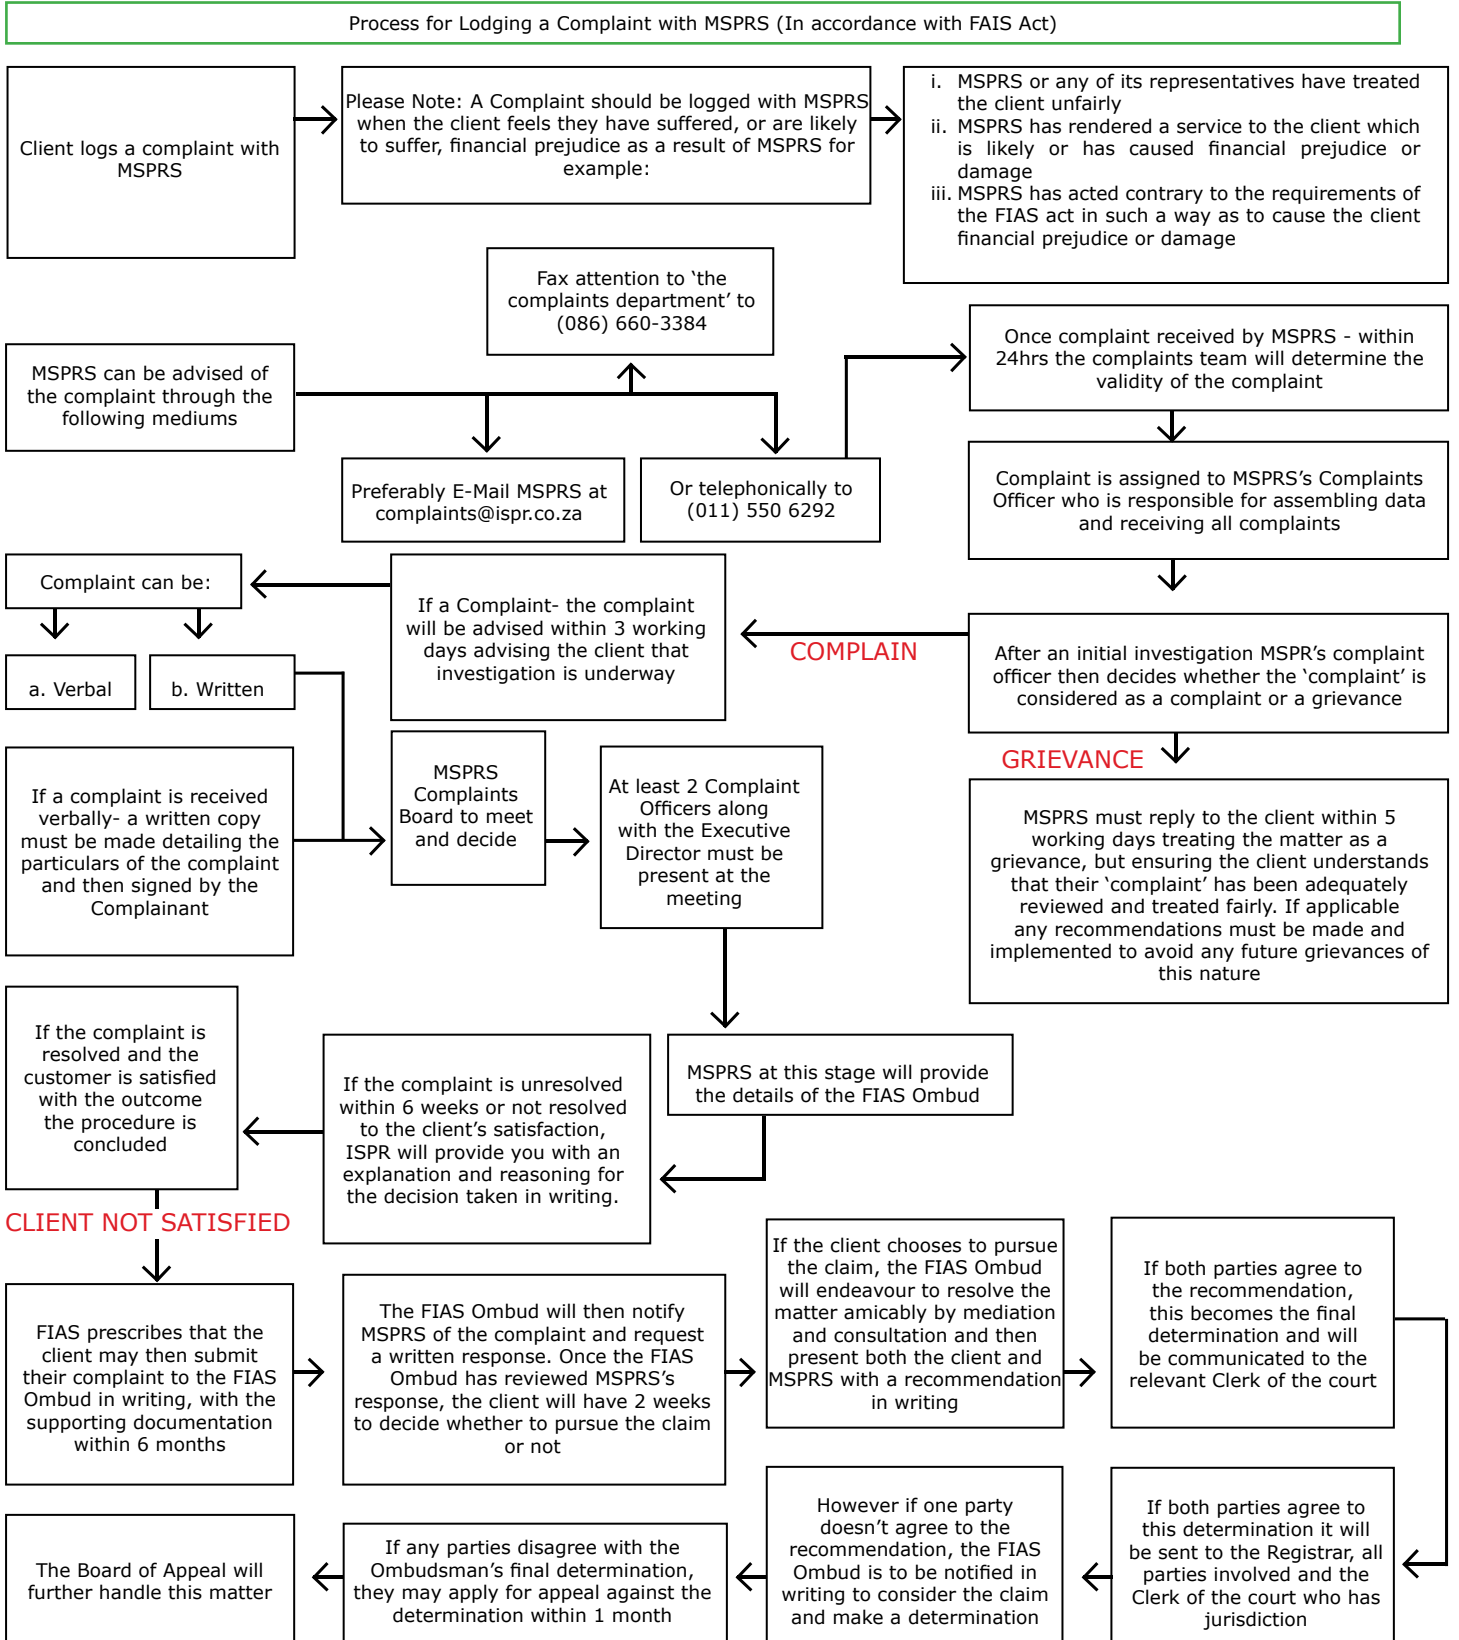 Process for Lodging a Complaint with MSPRS (In accordance with FAIS Act)
Client logs a complaint with
MSPRS
Please Note: A Complaint should be logged with MSPRS
when the client feels they have suffered, or are likely
to suffer, financial prejudice as a result of MSPRS for
example:
i. MSPRS or any of its representatives have treated
the client unfairly
ii. MSPRS has rendered a service to the client which
is likely or has caused financial prejudice or
damage
iii. MSPRS has acted contrary to the requirements of
the FIAS act in such a way as to cause the client
financial prejudice or damage
Fax attention to ‘the
complaints department’ to
(086) 660-3384
MSPRS can be advised of
the complaint through the
following mediums
Preferably E-Mail MSPRS at
complaints@ispr.co.za
Or telephonically to
(011) 550 6292
Once complaint received by MSPRS - within
24hrs the complaints team will determine the
validity of the complaint
Complaint is assigned to MSPRS’s Complaints
Officer who is responsible for assembling data
and receiving all complaints
After an initial investigation MSPR’s complaint
officer then decides whether the ‘complaint’ is
considered as a complaint or a grievance
COMPLAIN
If a Complaint- the complaint
will be advised within 3 working
days advising the client that
investigation is underway
Complaint can be:
a. Verbal
b. Written
GRIEVANCE
MSPRS must reply to the client within 5
working days treating the matter as a
grievance, but ensuring the client understands
that their ‘complaint’ has been adequately
reviewed and treated fairly. If applicable
any recommendations must be made and
implemented to avoid any future grievances of
this nature
If a complaint is received
verbally- a written copy
must be made detailing the
particulars of the complaint
and then signed by the
Complainant
MSPRS
Complaints
Board to meet
and decide
At least 2 Complaint
Officers along
with the Executive
Director must be
present at the
meeting
MSPRS at this stage will provide
the details of the FIAS Ombud
If the complaint is unresolved
within 6 weeks or not resolved
to the client’s satisfaction,
ISPR will provide you with an
explanation and reasoning for
the decision taken in writing.
If the complaint is
resolved and the
customer is satisfied
with the outcome
the procedure is
concluded
CLIENT NOT SATISFIED
FIAS prescribes that the
client may then submit
their complaint to the FIAS
Ombud in writing, with the
supporting documentation
within 6 months
The FIAS Ombud will then notify
MSPRS of the complaint and request
a written response. Once the FIAS
Ombud has reviewed MSPRS’s
response, the client will have 2 weeks
to decide whether to pursue the claim
or not
If the client chooses to pursue
the claim, the FIAS Ombud
will endeavour to resolve the
matter amicably by mediation
and consultation and then
present both the client and
MSPRS with a recommendation
in writing
If both parties agree to
the recommendation,
this becomes the final
determination and will
be communicated to the
relevant Clerk of the court
If both parties agree to
this determination it will
be sent to the Registrar, all
parties involved and the
Clerk of the court who has
jurisdiction
However if one party
doesn’t agree to the
recommendation, the FIAS
Ombud is to be notified in
writing to consider the claim
and make a determination
If any parties disagree with the
Ombudsman’s final determination,
they may apply for appeal against the
determination within 1 month
The Board of Appeal will
further handle this matter